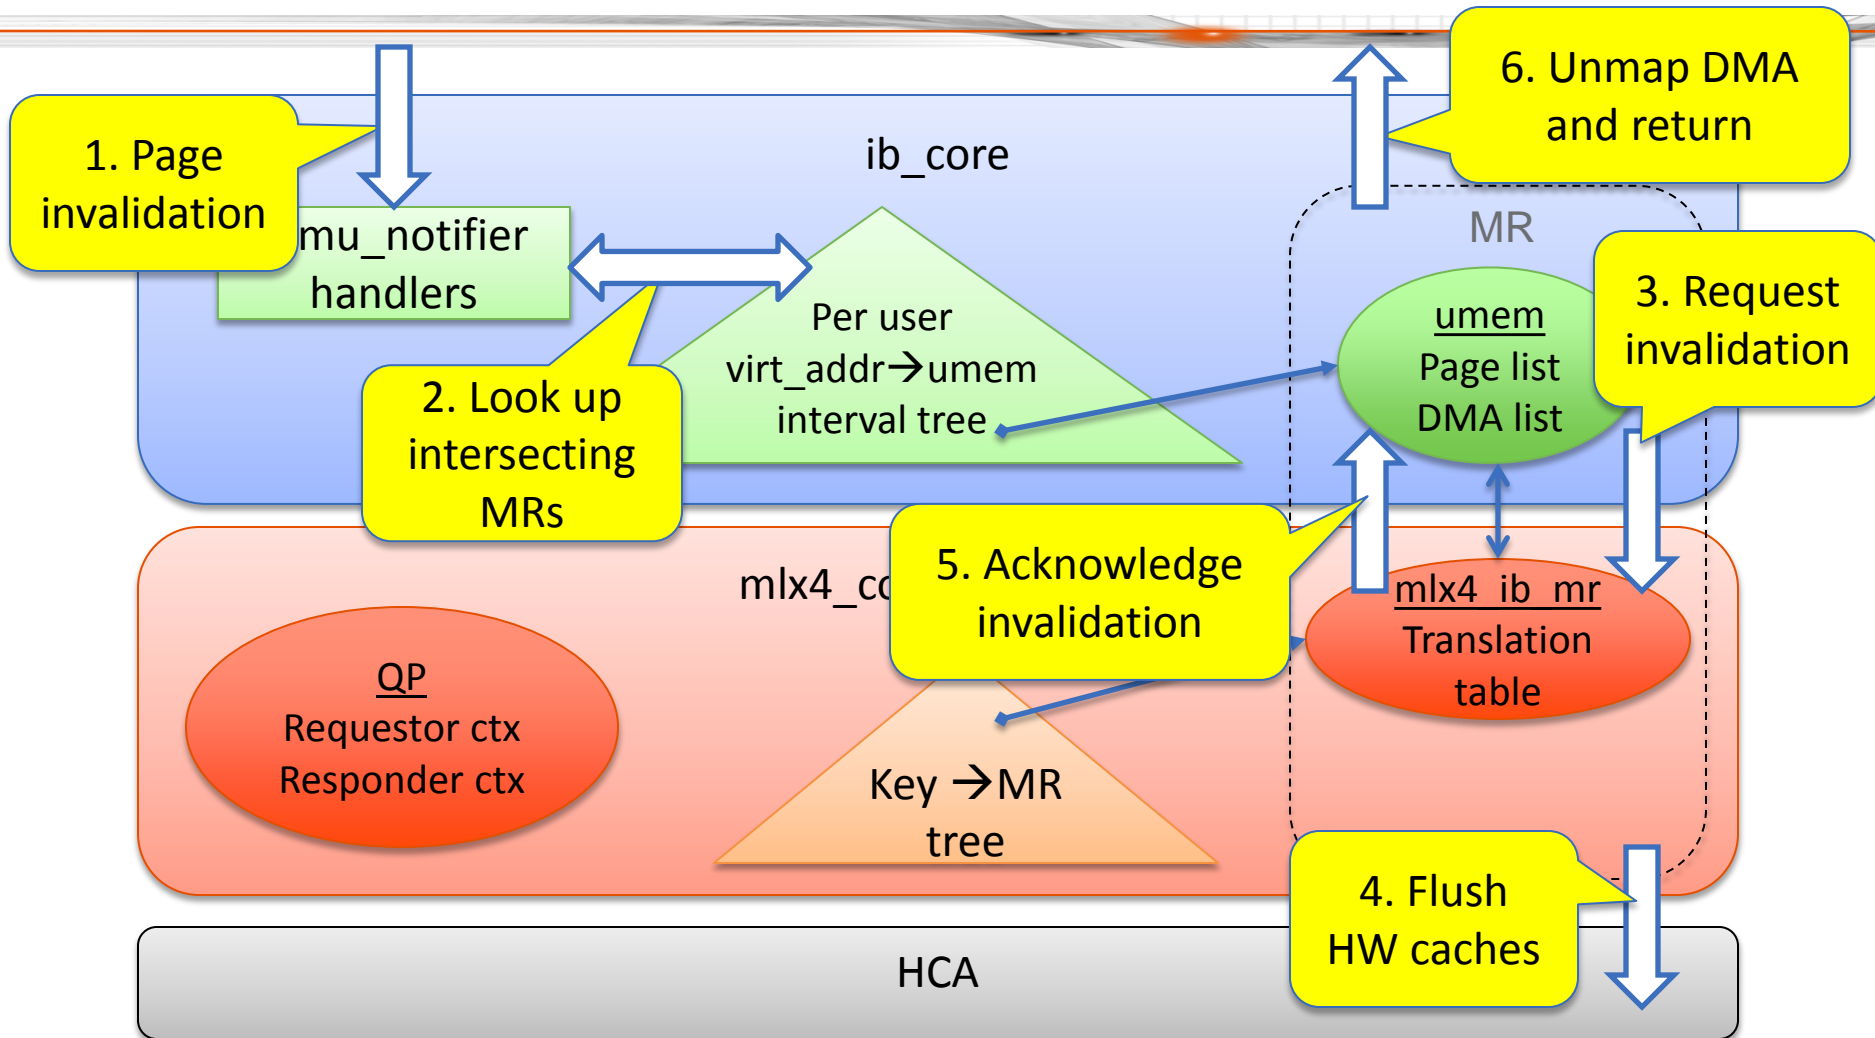 6. Unmap DMA
and return
1. Page
invalidation
ib_core
MR
mu_notifier
handlers
3. Request
invalidation
Per user
virt_addr→umem
interval tree
umem
Page list
DMA list
2. Look up
intersecting
MRs
5. Acknowledge
invalidation
mlx4_co
mlx4_ib_mr
Translation
table
QP
Requestor ctx
Responder ctx
Key →MR
tree
4. Flush
HW caches
HCA